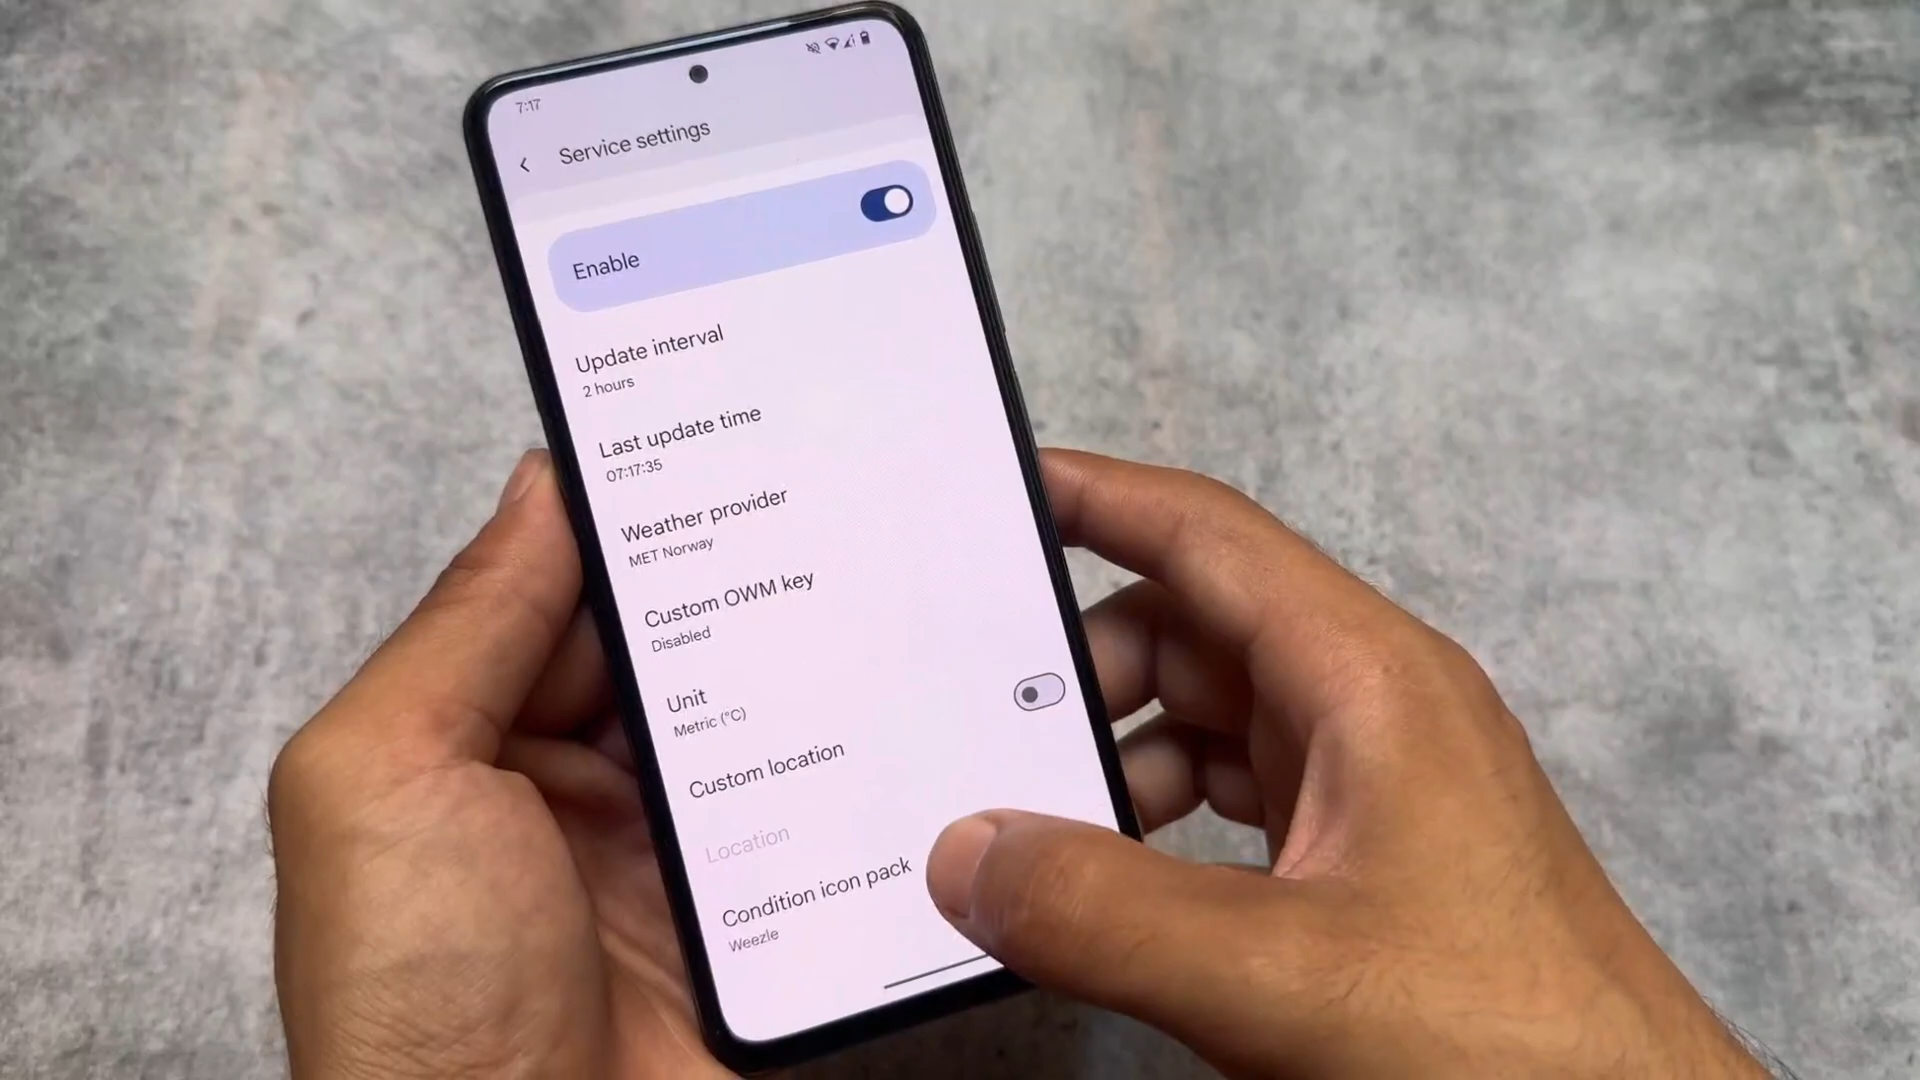 7:17
Service settings
Enable
Update interval
2 hours
Last update time
07:17:35
Weather provider
MET Norway
Custom OWM key
Disabled
Unit
Metric (°C)
Custom location
Location
Condition icon pack
Weezle